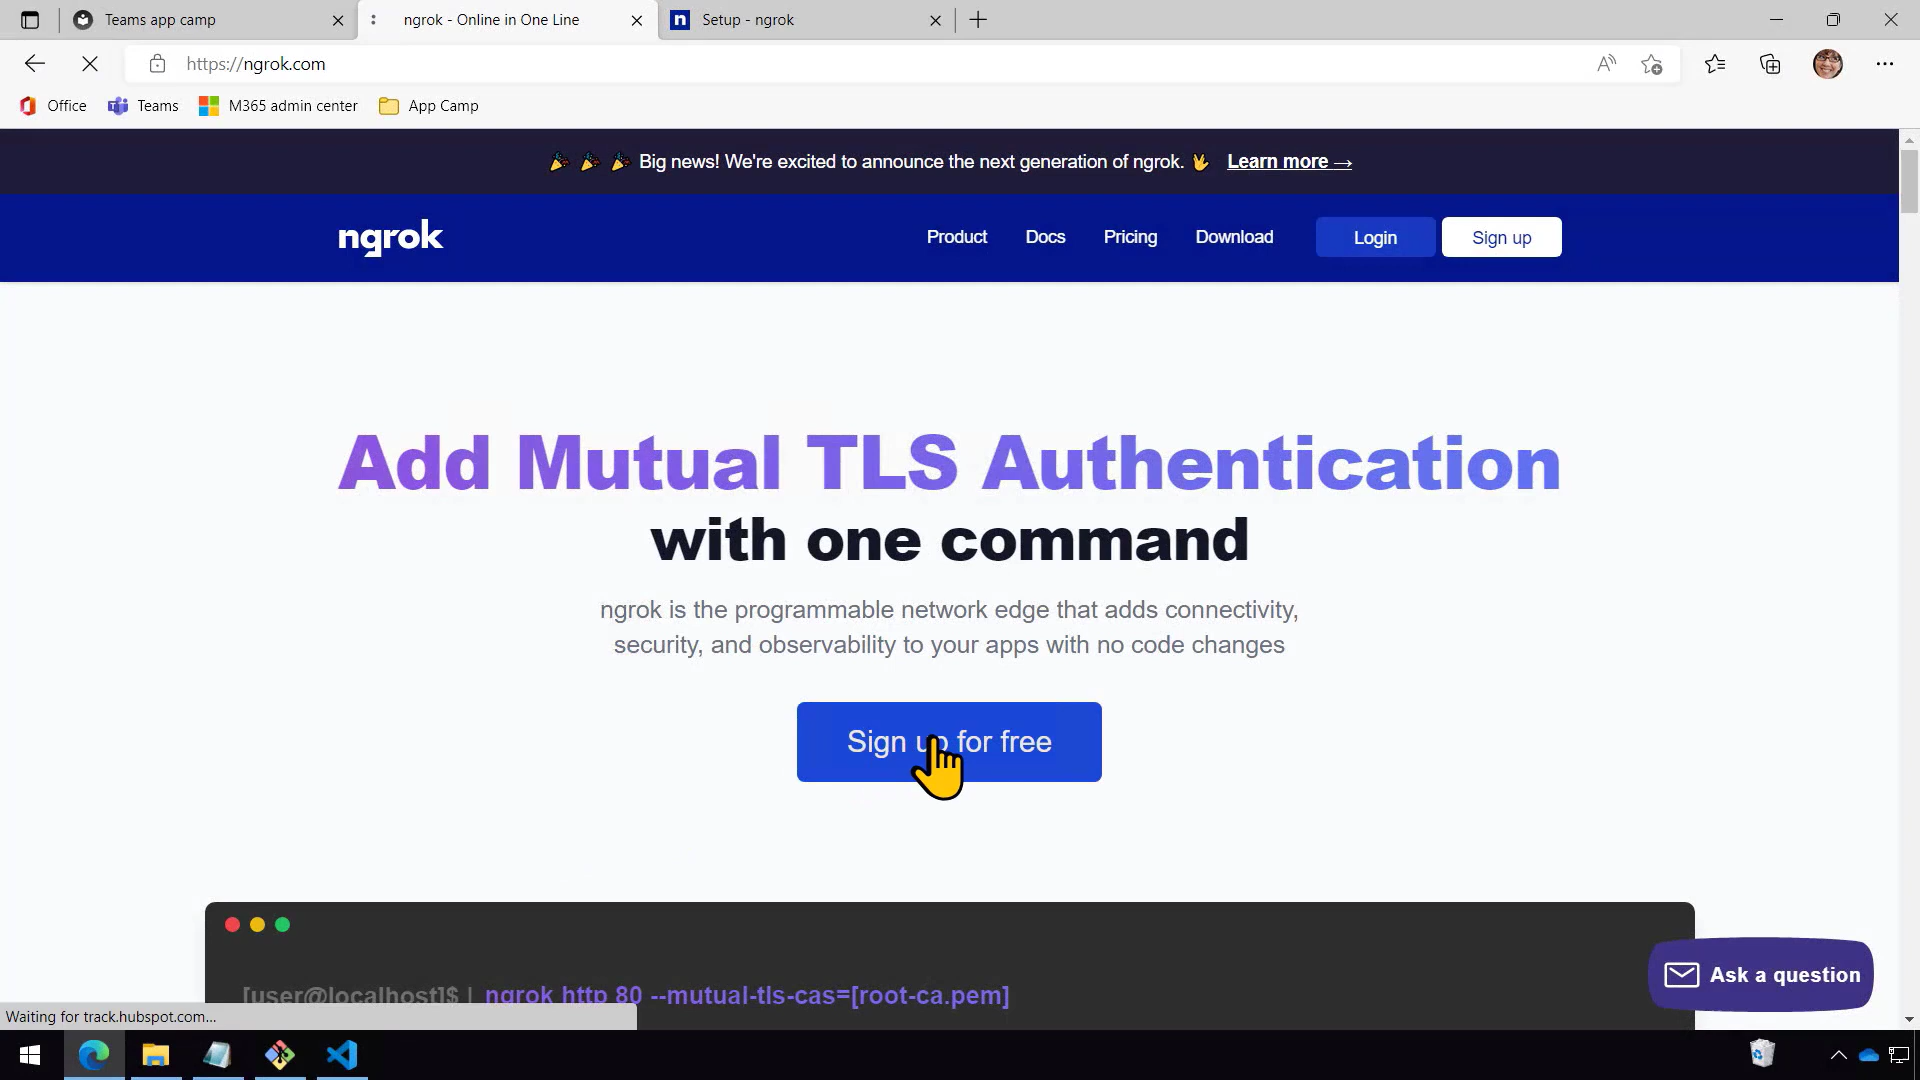 Teams app camp
ngrok - Online in One Line
Setup - ngrok
https://ngrok.com
Office
Teams
M365 admin center
App Camp
Big news! We're excited to announce the next generation of ngrok.
Learn more →
ngrok
Product
Docs
Pricing
Download
Login
Sign up
Add Mutual TLS Authentication
with one command
ngrok is the programmable network edge that adds connectivity,
security, and observability to your apps with no code changes
Sign up for free
[user@localhost]$ | ngrok http 80 --mutual-tls-cas=[root-ca.pem]
Ask a question
Waiting for track.hubspot.com...